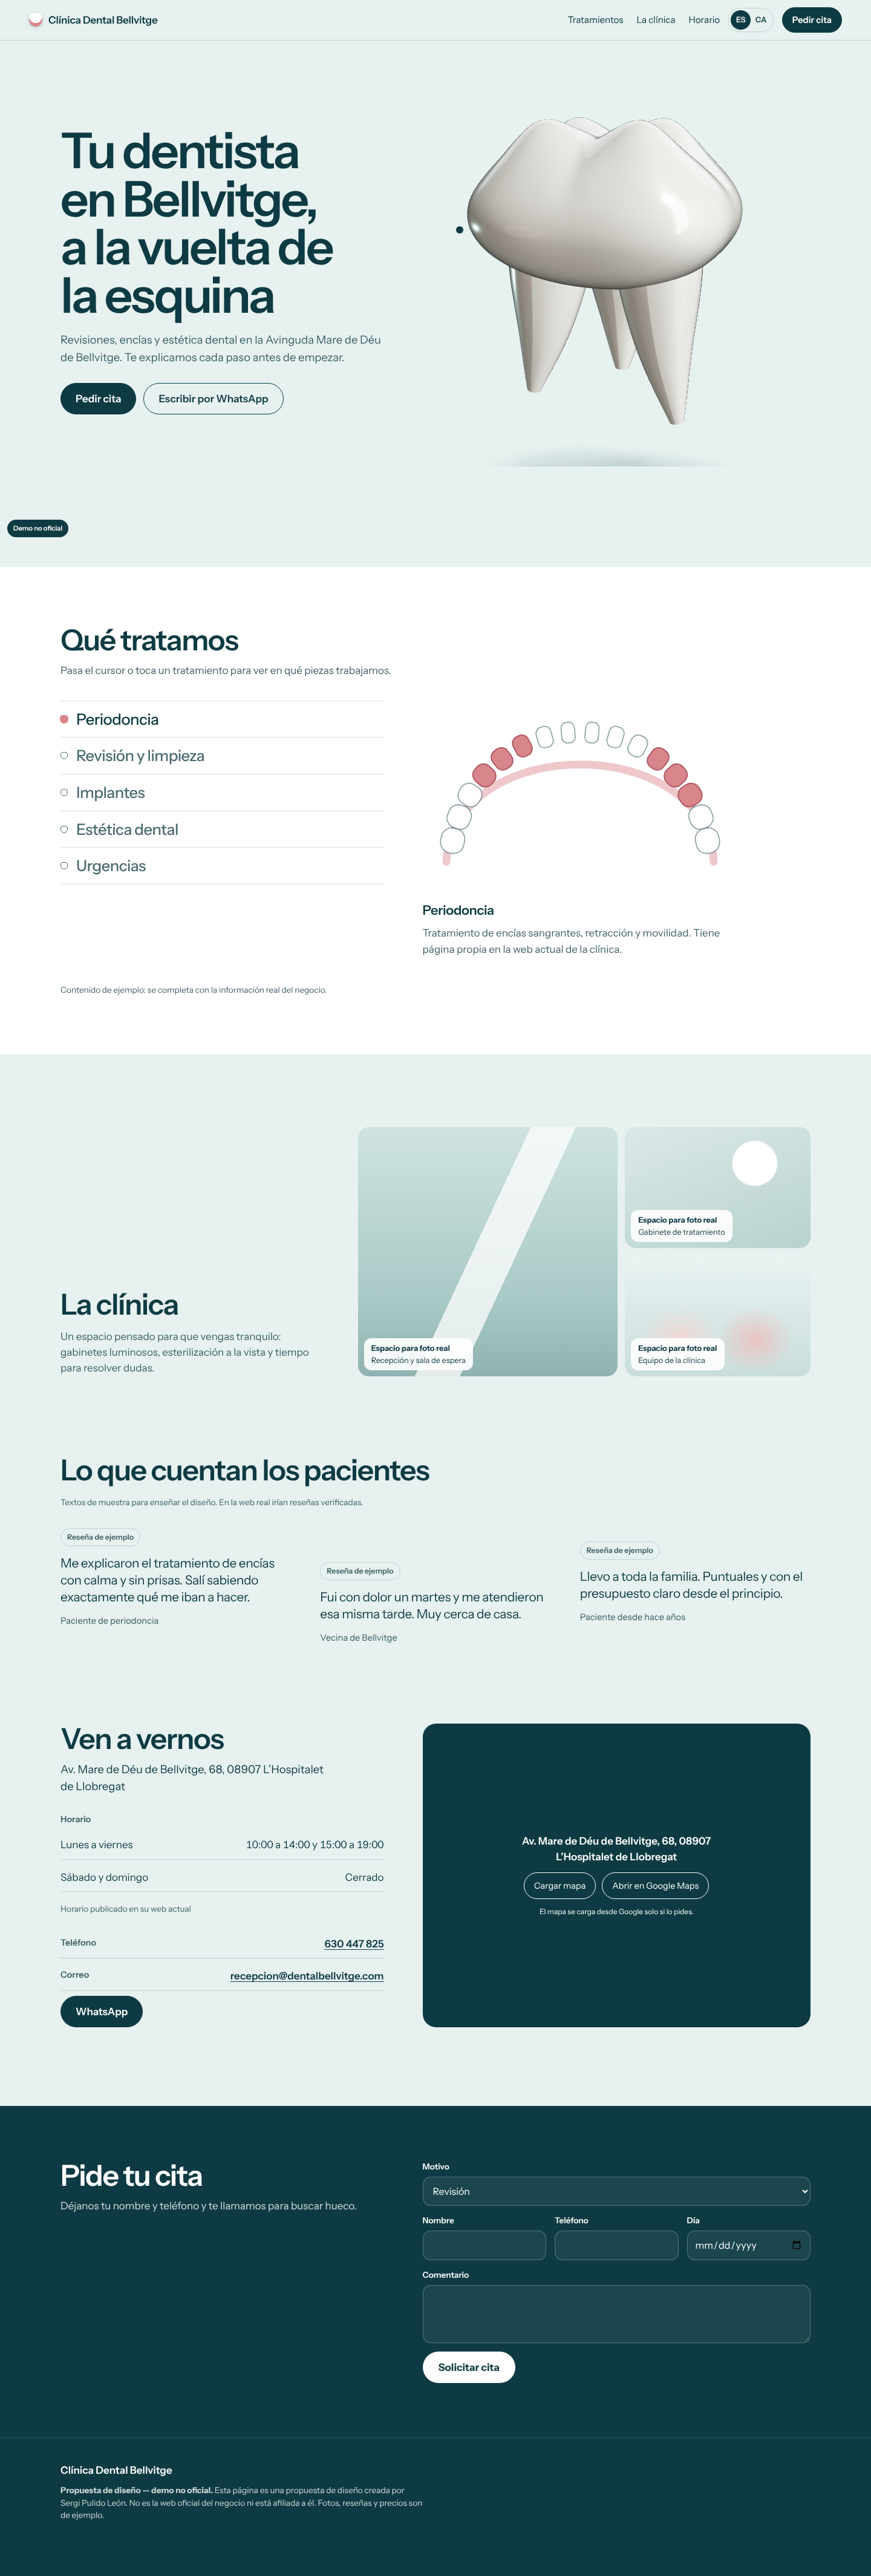 Clínica Dental Bellvitge
Tratamientos
La clínica
Horario
ES
CA
Pedir cita
Tu dentista
en Bellvitge,
a la vuelta de
la esquina
Revisiones, encías y estética dental en la Avinguda Mare de Déu
de Bellvitge. Te explicamos cada paso antes de empezar.
Pedir cita
Escribir por WhatsApp
Demo no oficial
Qué tratamos
Pasa el cursor o toca un tratamiento para ver en qué piezas trabajamos.
Periodoncia
Revisión y limpieza
Implantes
Estética dental
Urgencias
Periodoncia
Tratamiento de encías sangrantes, retracción y movilidad. Tiene
página propia en la web actual de la clínica.
Contenido de ejemplo: se completa con la información real del negocio.
La clínica
Un espacio pensado para que vengas tranquilo:
gabinetes luminosos, esterilización a la vista y tiempo
para resolver dudas.
Espacio para foto real
Recepción y sala de espera
Espacio para foto real
Gabinete de tratamiento
Espacio para foto real
Equipo de la clínica
Lo que cuentan los pacientes
Textos de muestra para enseñar el diseño. En la web real irían reseñas verificadas.
Reseña de ejemplo
Me explicaron el tratamiento de encías
con calma y sin prisas. Salí sabiendo
exactamente qué me iban a hacer.
Paciente de periodoncia
Reseña de ejemplo
Fui con dolor un martes y me atendieron
esa misma tarde. Muy cerca de casa.
Vecina de Bellvitge
Reseña de ejemplo
Llevo a toda la familia. Puntuales y con el
presupuesto claro desde el principio.
Paciente desde hace años
Ven a vernos
Av. Mare de Déu de Bellvitge, 68, 08907 L'Hospitalet
de Llobregat
Horario
Lunes a viernes 10:00 a 14:00 y 15:00 a 19:00
Sábado y domingo Cerrado
Horario publicado en su web actual
Teléfono 630 447 825
Correo recepcion@dentalbellvitge.com
WhatsApp
Av. Mare de Déu de Bellvitge, 68, 08907
L'Hospitalet de Llobregat
Cargar mapa
Abrir en Google Maps
El mapa se carga desde Google solo si lo pides.
Pide tu cita
Déjanos tu nombre y teléfono y te llamamos para buscar hueco.
Motivo
Revisión
Nombre
Teléfono
Día
mm/dd/yyyy
Comentario
Solicitar cita
Clínica Dental Bellvitge
Propuesta de diseño — demo no oficial. Esta página es una propuesta de diseño creada por
Sergi Pulido León. No es la web oficial del negocio ni está afiliada a él. Fotos, reseñas y precios son
de ejemplo.